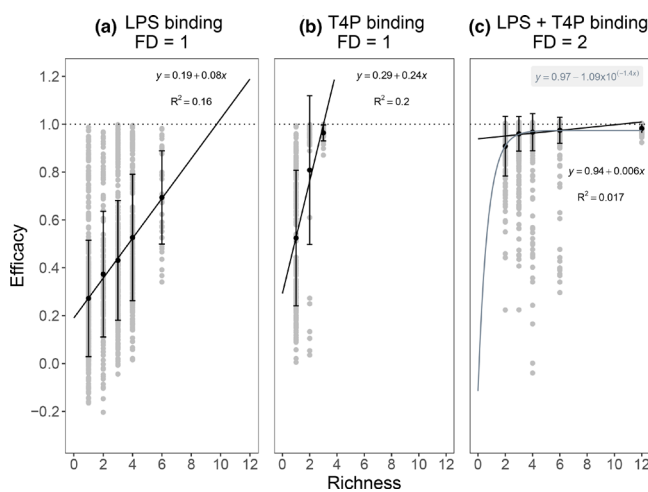 (a) LPS binding
FD = 1
(b) T4P binding
FD = 1
(c) LPS + T4P binding
FD = 2
y = 0.19 + 0.08x
R² = 0.16
y = 0.29 + 0.24x
R² = 0.2
y = 0.97 − 1.09x10^(−1.4x)
y = 0.94 + 0.006x
R² = 0.017
Efficacy
1.2
1.0
0.8
0.6
0.4
0.2
0.0
−0.2
0 2 4 6 8 10 12
0 2 4 6 8 10 12
0 2 4 6 8 10 12
Richness